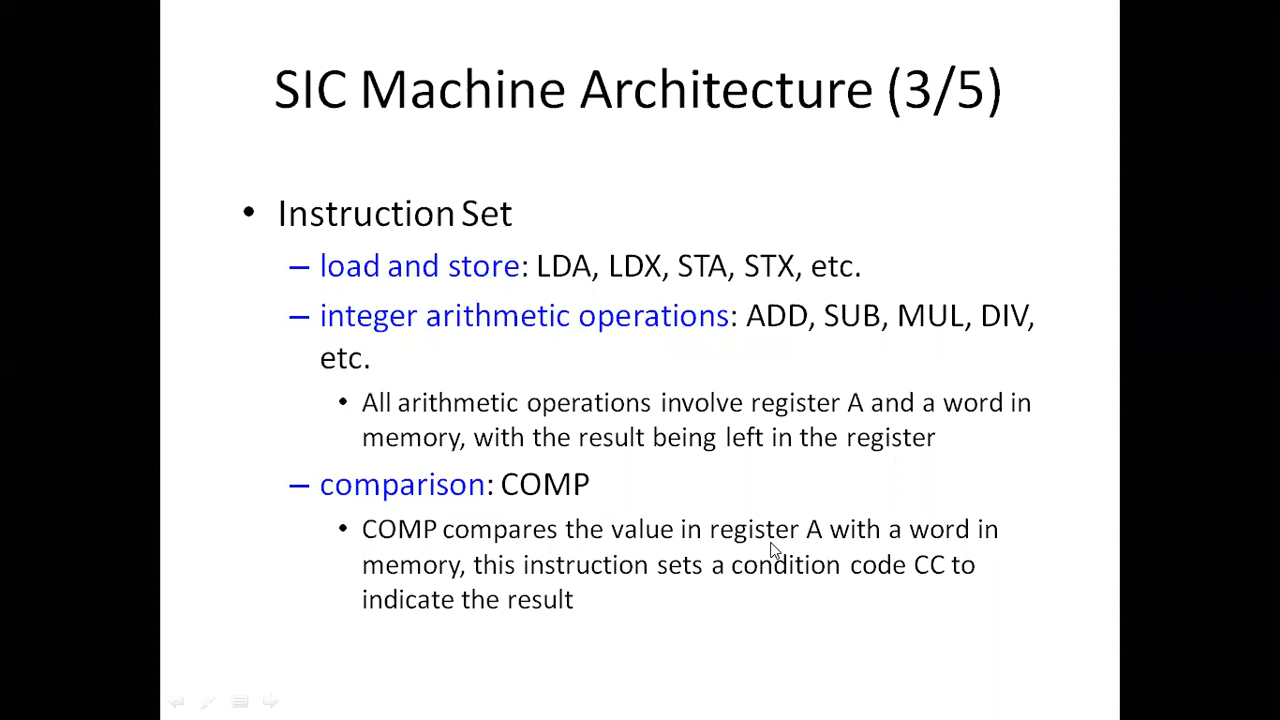 SIC Machine Architecture (3/5)
• Instruction Set
– load and store: LDA, LDX, STA, STX, etc.
– integer arithmetic operations: ADD, SUB, MUL, DIV,
etc.
• All arithmetic operations involve register A and a word in
memory, with the result being left in the register
– comparison: COMP
• COMP compares the value in register A with a word in
memory, this instruction sets a condition code CC to
indicate the result